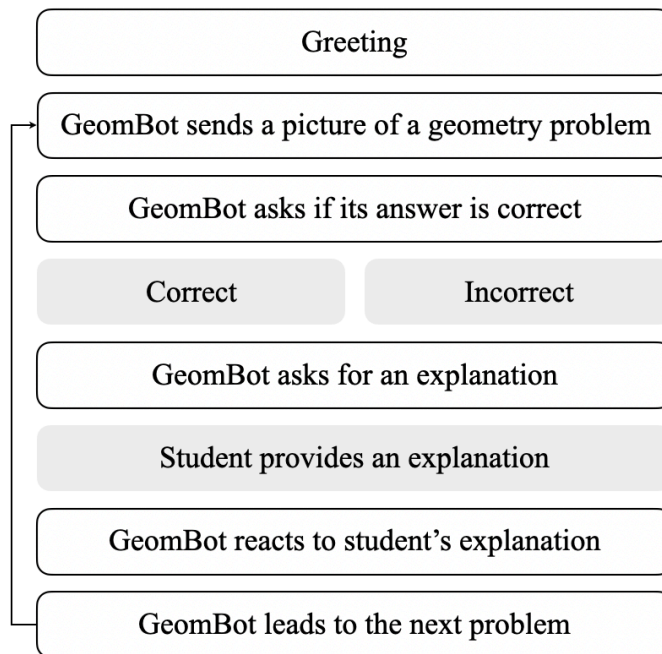 Greeting
GeomBot sends a picture of a geometry problem
GeomBot asks if its answer is correct
Correct
Incorrect
GeomBot asks for an explanation
Student provides an explanation
GeomBot reacts to student’s explanation
GeomBot leads to the next problem